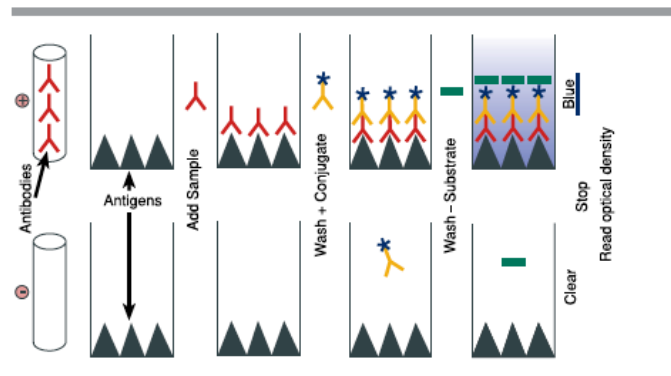 +
Antibodies
Antigens
Add Sample
Wash + Conjugate
Wash – Substrate
Blue
Clear
Stop
Read optical density
-